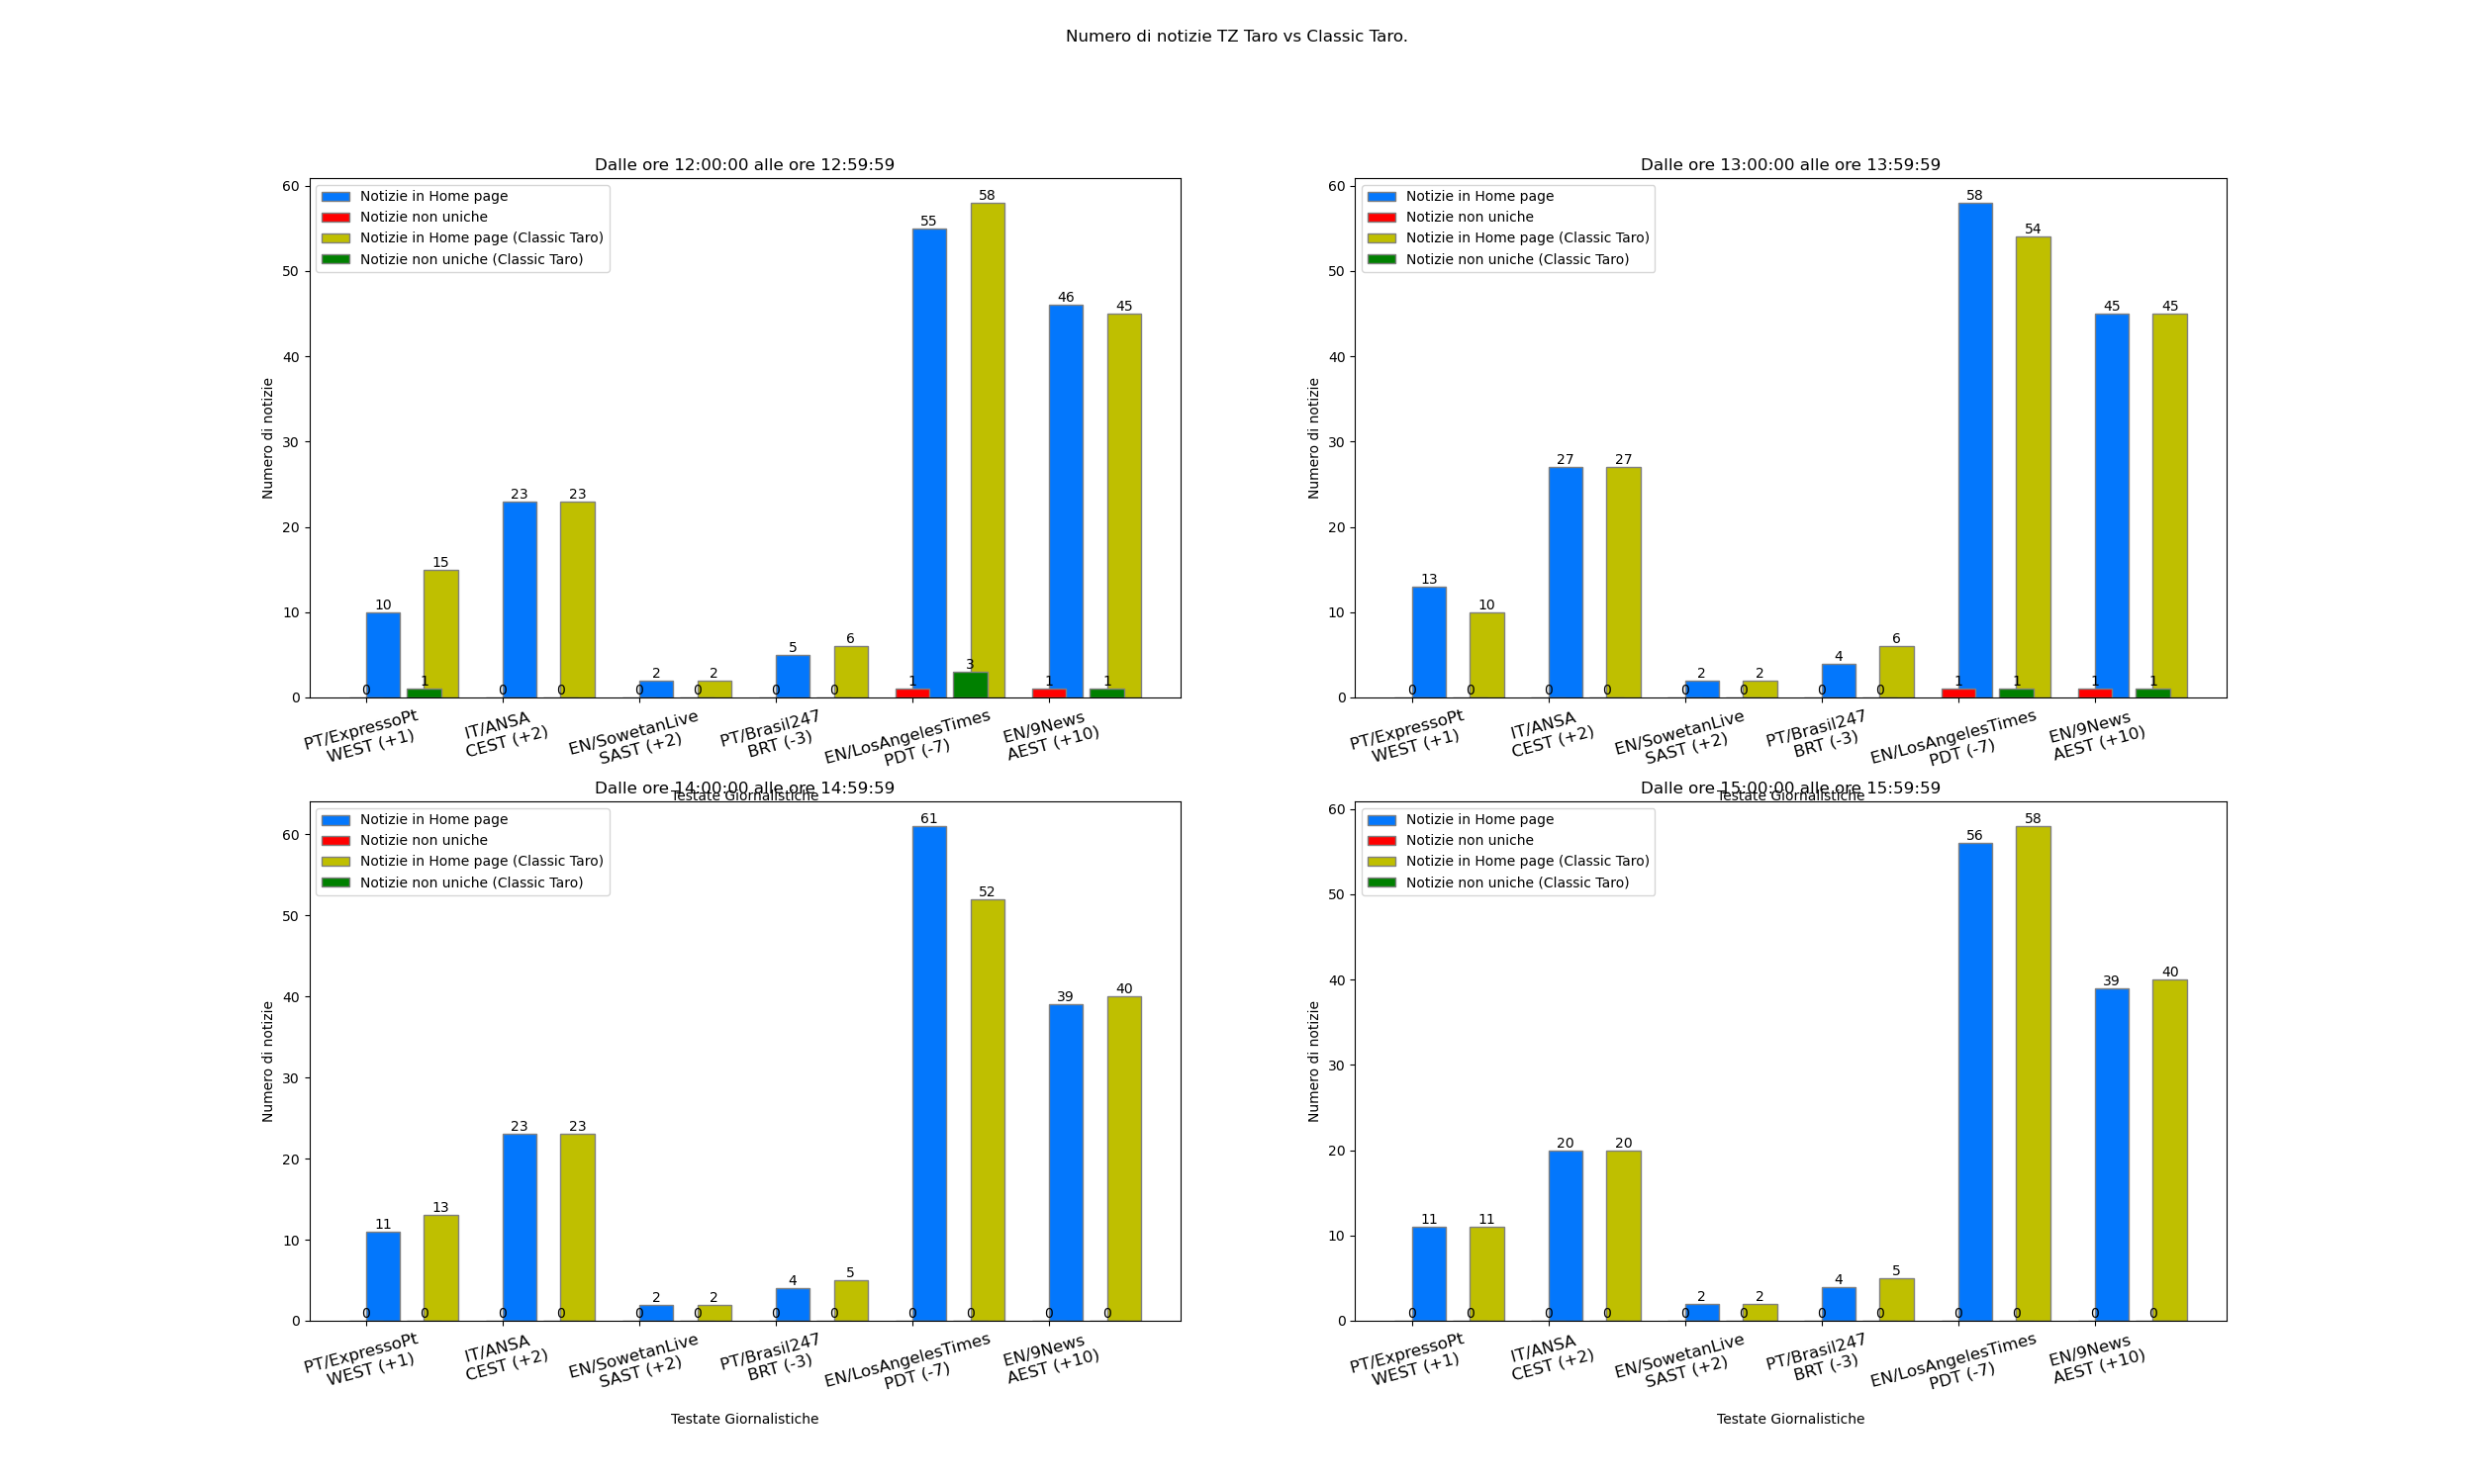 Numero di notizie TZ Taro vs Classic Taro.
Dalle ore 12:00:00 alle ore 12:59:59
Notizie in Home page
Notizie non uniche
Notizie in Home page (Classic Taro)
Notizie non uniche (Classic Taro)
Numero di notizie
60
50
40
30
20
10
0
10 15 23 23 2 2 5 6 55 58 46 45
0 1 0 0 0 0 0 0 1 3 1 1
PT/ExpressoPt
WEST (+1)
IT/ANSA
CEST (+2)
EN/SowetanLive
SAST (+2)
PT/Brasil247
BRT (-3)
EN/LosAngelesTimes
PDT (-7)
EN/9News
AEST (+10)
Testate Giornalistiche
Dalle ore 13:00:00 alle ore 13:59:59
Notizie in Home page
Notizie non uniche
Notizie in Home page (Classic Taro)
Notizie non uniche (Classic Taro)
Numero di notizie
60
50
40
30
20
10
0
13 10 27 27 2 2 4 6 58 54 45 45
0 0 0 0 0 0 0 0 1 1 1 1
PT/ExpressoPt
WEST (+1)
IT/ANSA
CEST (+2)
EN/SowetanLive
SAST (+2)
PT/Brasil247
BRT (-3)
EN/LosAngelesTimes
PDT (-7)
EN/9News
AEST (+10)
Testate Giornalistiche
Dalle ore 14:00:00 alle ore 14:59:59
Notizie in Home page
Notizie non uniche
Notizie in Home page (Classic Taro)
Notizie non uniche (Classic Taro)
Numero di notizie
60
50
40
30
20
10
0
11 13 23 23 2 2 4 5 61 52 39 40
0 0 0 0 0 0 0 0 0 0 0 0
PT/ExpressoPt
WEST (+1)
IT/ANSA
CEST (+2)
EN/SowetanLive
SAST (+2)
PT/Brasil247
BRT (-3)
EN/LosAngelesTimes
PDT (-7)
EN/9News
AEST (+10)
Testate Giornalistiche
Dalle ore 15:00:00 alle ore 15:59:59
Notizie in Home page
Notizie non uniche
Notizie in Home page (Classic Taro)
Notizie non uniche (Classic Taro)
Numero di notizie
60
50
40
30
20
10
0
11 11 20 20 2 2 4 5 56 58 39 40
0 0 0 0 0 0 0 0 0 0 0 0
PT/ExpressoPt
WEST (+1)
IT/ANSA
CEST (+2)
EN/SowetanLive
SAST (+2)
PT/Brasil247
BRT (-3)
EN/LosAngelesTimes
PDT (-7)
EN/9News
AEST (+10)
Testate Giornalistiche